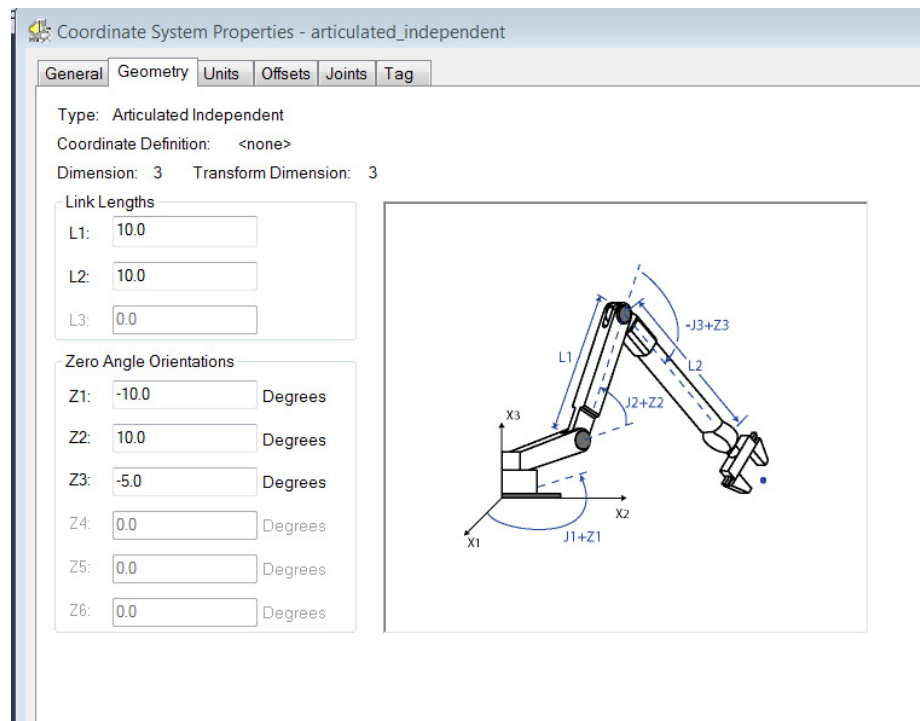 Coordinate System Properties - articulated_independent
General Geometry Units Offsets Joints Tag
Type: Articulated Independent
Coordinate Definition: <none>
Dimension: 3 Transform Dimension: 3
Link Lengths
L1: 10.0
L2: 10.0
L3: 0.0
Zero Angle Orientations
Z1: -10.0 Degrees
Z2: 10.0 Degrees
Z3: -5.0 Degrees
Z4: 0.0 Degrees
Z5: 0.0 Degrees
Z6: 0.0 Degrees
-J3+Z3
L1
L2
J2+Z2
X3
X2
J1+Z1
X1